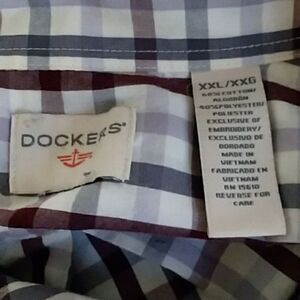 DOCKERS®
XXL/XXG
60% COTTON/
ALGODÓN
40% POLYESTER/
POLIESTER
EXCLUSIVE OF
EMBROIDERY/
EXCLUSIVO DE
BORDADO
MADE IN
VIETNAM
FABRICADO EN
VIETNAM
RN 15610
REVERSE FOR
CARE